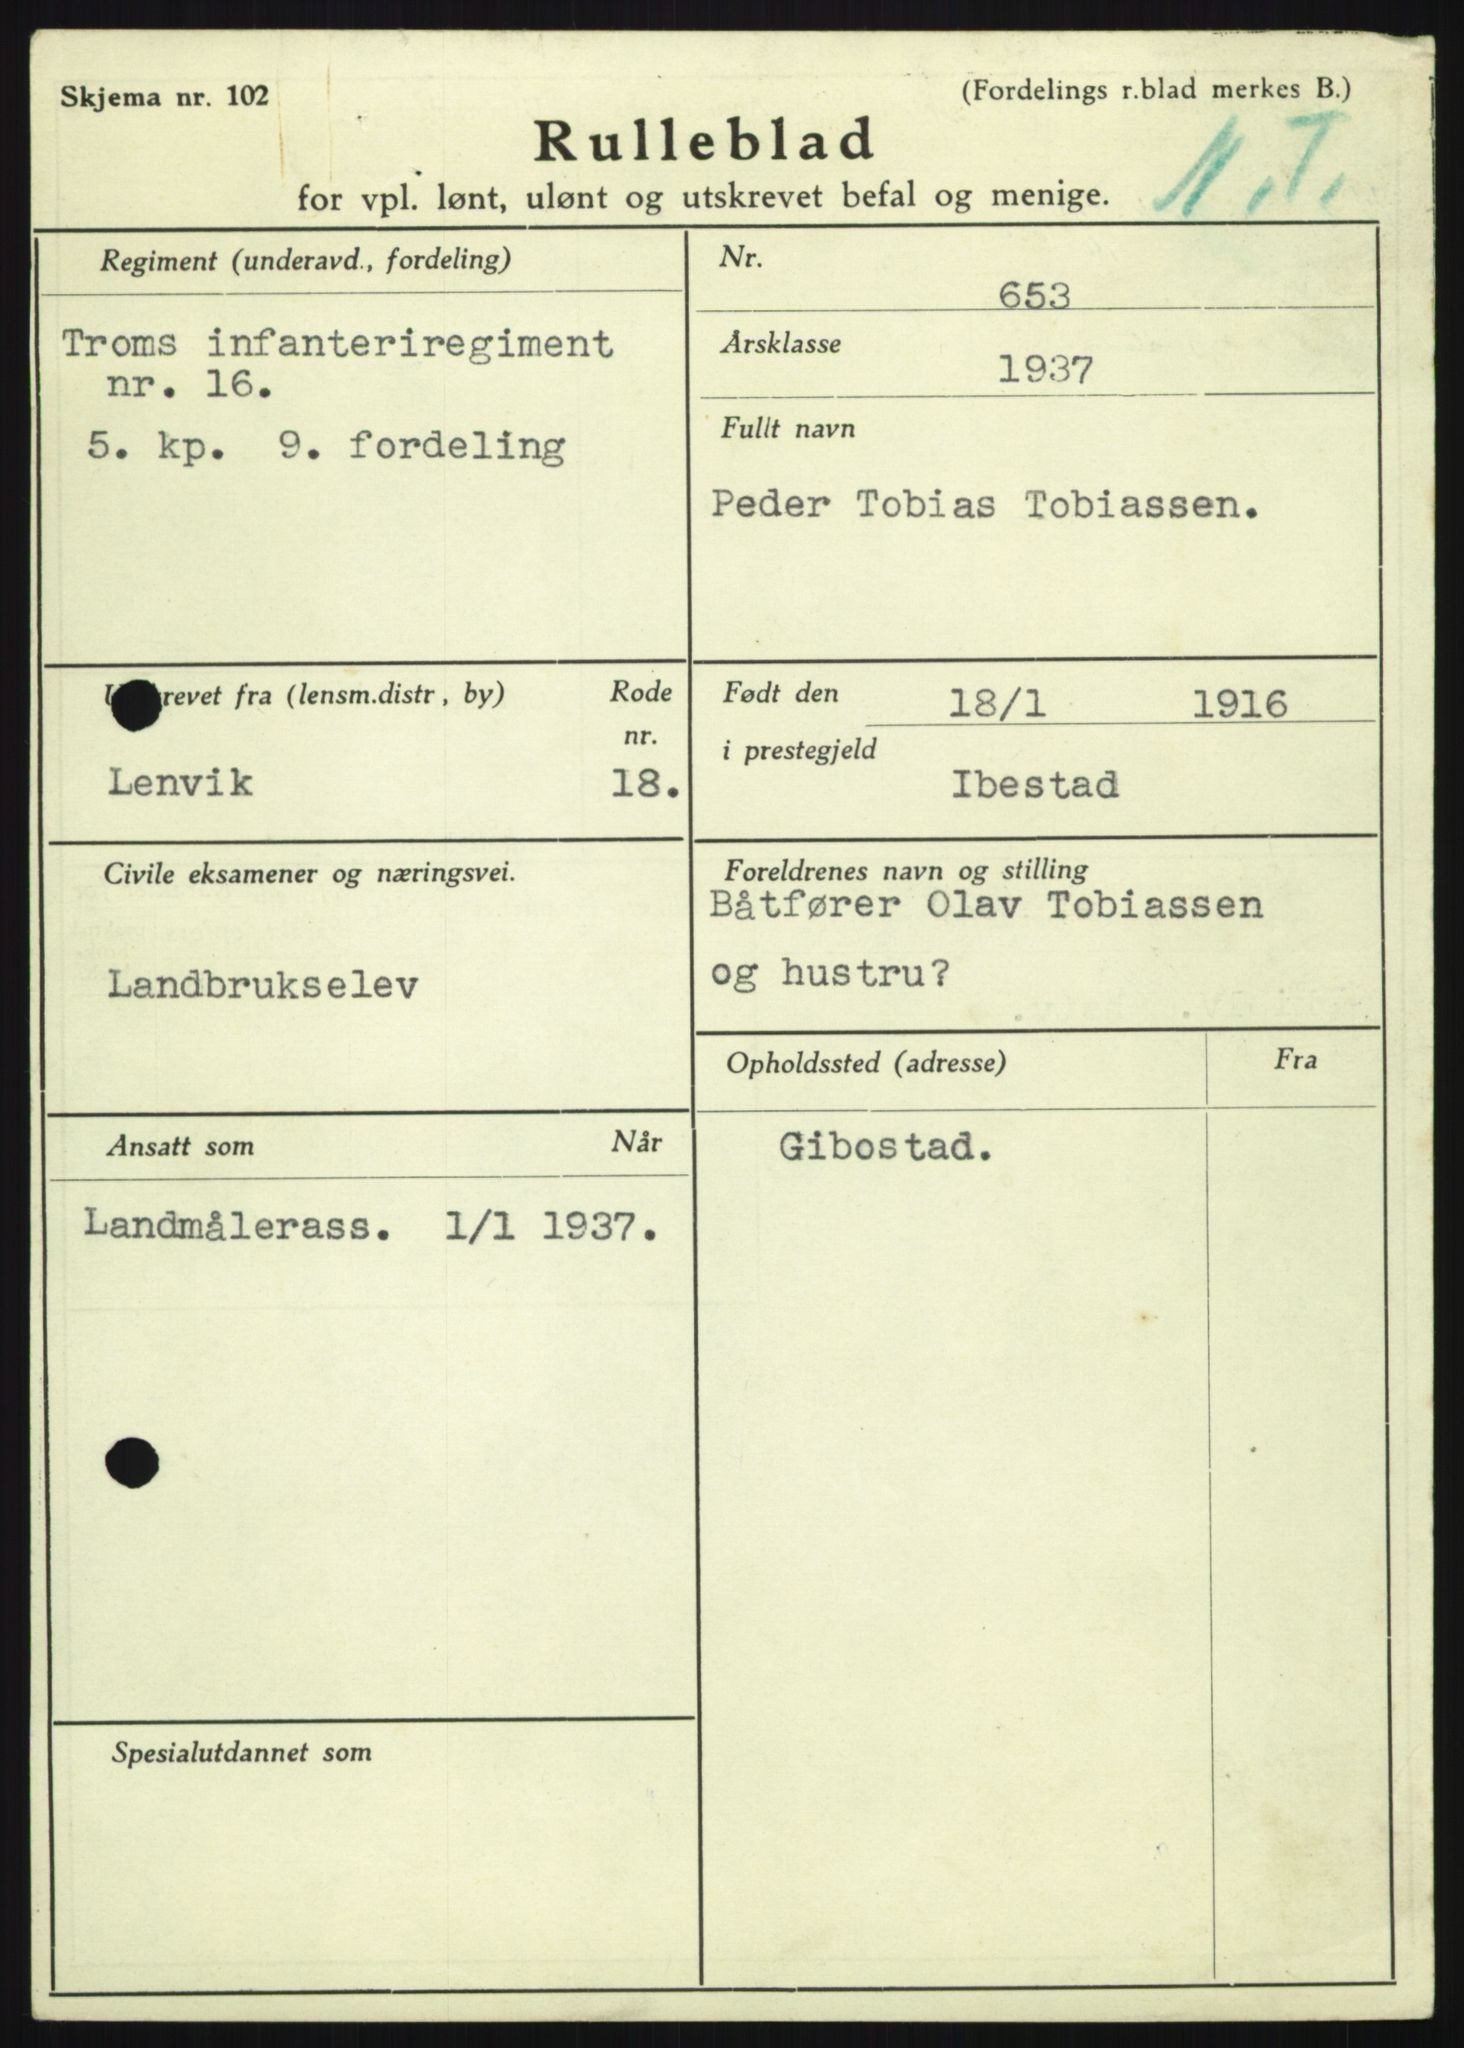 Skjema nr. 102
(Fordelings r.blad merkes B.)
Rulleblad
for vpl. lønt, ulønt og utskrevet befal og menige.
Regiment (underavd., fordeling)
Troms infanteriregiment
nr. 16.
5. kp. 9. fordeling
Nr.
653
Årsklasse
1937
Fullt navn
Peder Tobias Tobiassen.
revet fra (lensm.distr, by)
Rode
nr.
Lenvik 18.
Født den 18/1 1916
i prestegjeld
Ibestad
Civile eksamener og næringsvei.
Landbrukselev
Foreldrenes navn og stilling
Båtfører Olav Tobiassen
og hustru?
Ansatt som Når
Landmålerass. 1/1 1937.
Opholdssted (adresse) Fra
Gibostad.
Spesialutdannet som